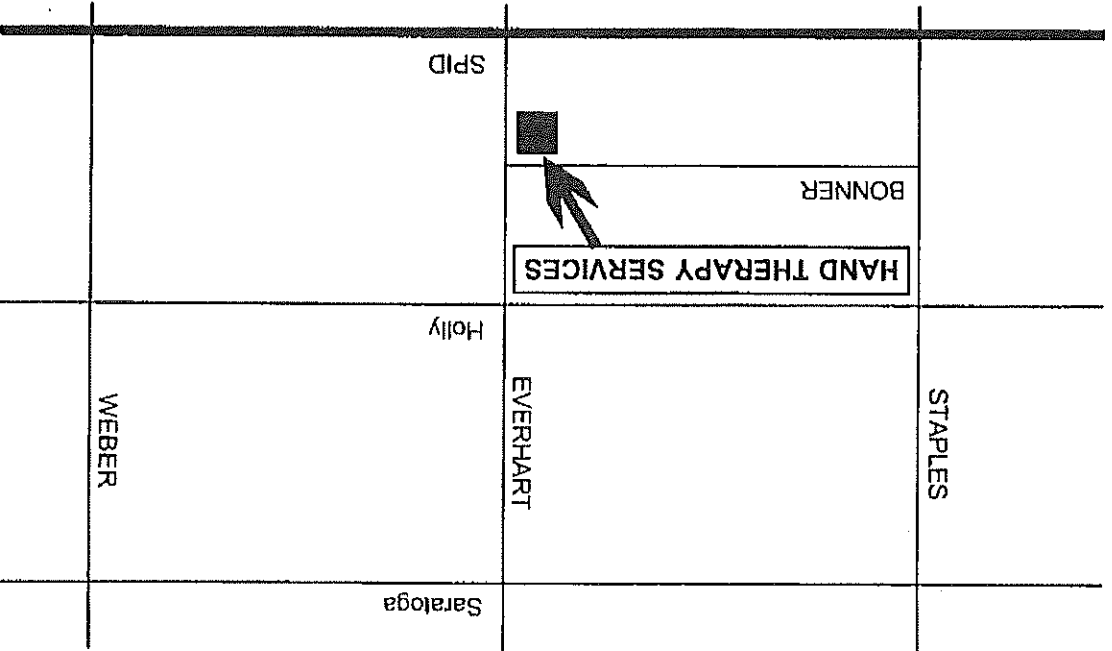 Saratoga
STAPLES
EVERHART
WEBER
Holly
HAND THERAPY SERVICES
BONNER
SPID